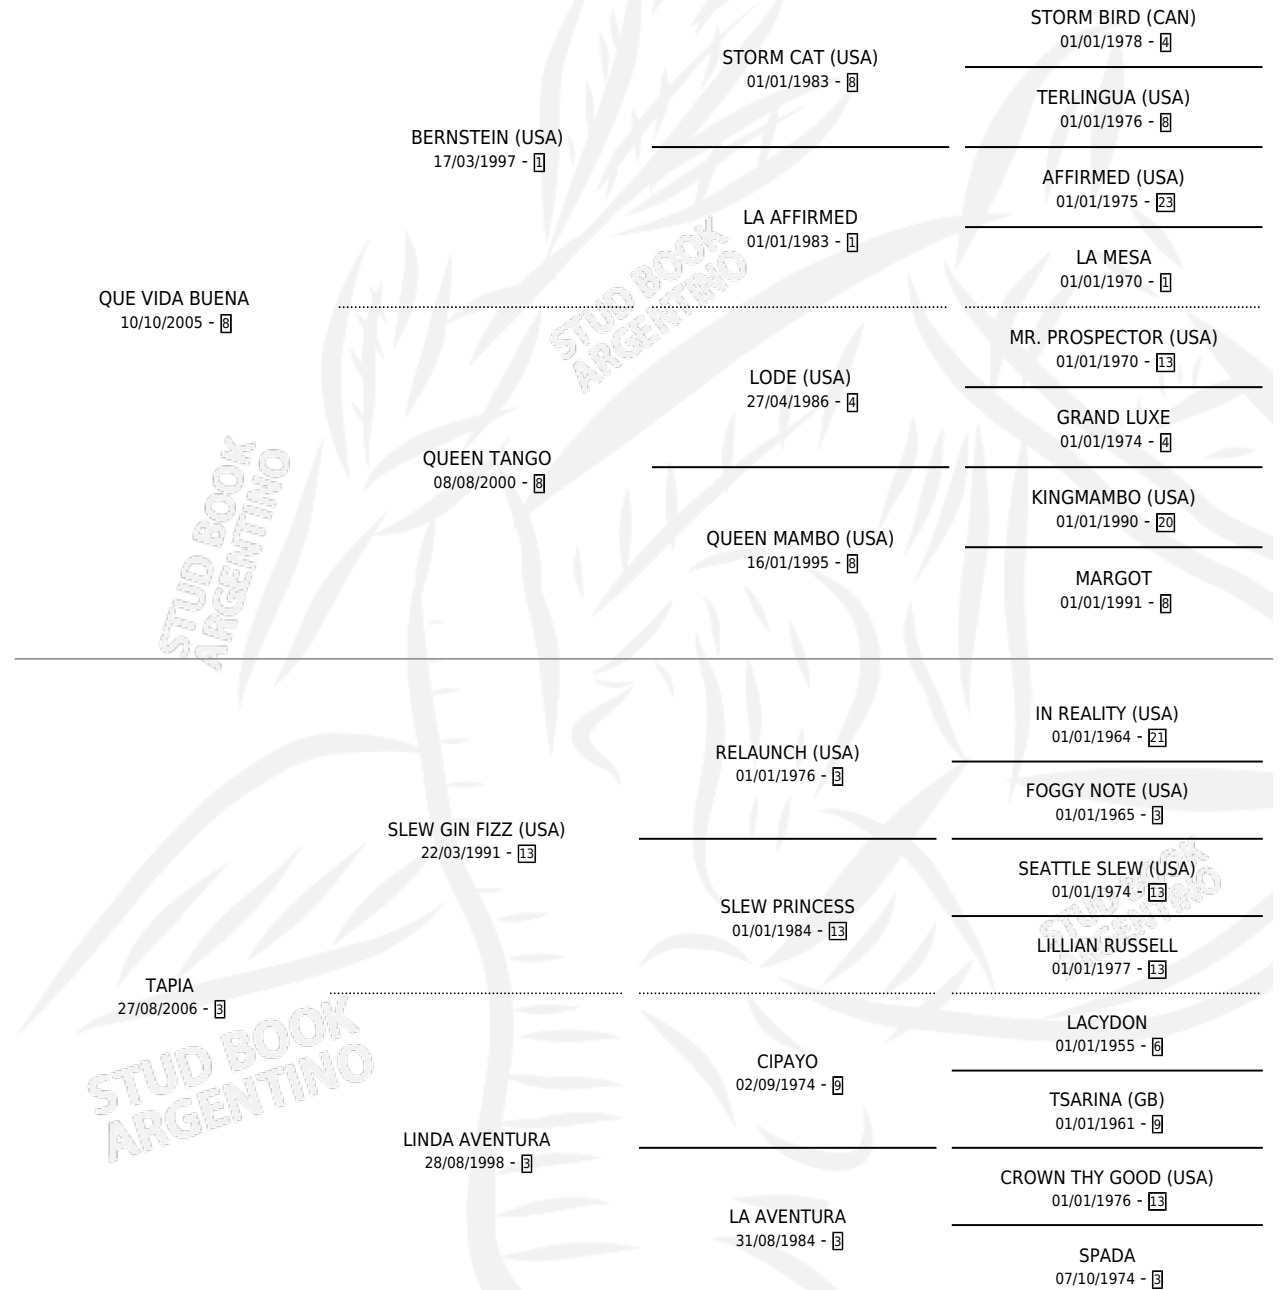 STORM BIRD (CAN)
01/01/1978 - 4
STORM CAT (USA)
01/01/1983 - 8
TERLINGUA (USA)
01/01/1976 - 8
BERNSTEIN (USA)
17/03/1997 - 1
AFFIRMED (USA)
01/01/1975 - 23
LA AFFIRMED
01/01/1983 - 1
LA MESA
01/01/1970 - 1
QUE VIDA BUENA
10/10/2005 - 8
MR. PROSPECTOR (USA)
01/01/1970 - 13
LODE (USA)
27/04/1986 - 4
GRAND LUXE
01/01/1974 - 4
QUEEN TANGO
08/08/2000 - 8
KINGMAMBO (USA)
01/01/1990 - 20
QUEEN MAMBO (USA)
16/01/1995 - 8
MARGOT
01/01/1991 - 8
STUD BOOK
ARGENTINO
STUD BOOK
ARGENTINO
IN REALITY (USA)
01/01/1964 - 21
RELAUNCH (USA)
01/01/1976 - 3
FOGGY NOTE (USA)
01/01/1965 - 3
SLEW GIN FIZZ (USA)
22/03/1991 - 13
SEATTLE SLEW (USA)
01/01/1974 - 13
SLEW PRINCESS
01/01/1984 - 13
LILLIAN RUSSELL
01/01/1977 - 13
STUD BOOK
ARGENTINO
TAPIA
27/08/2006 - 3
LACYDON
01/01/1955 - 6
CIPAYO
02/09/1974 - 9
TSARINA (GB)
01/01/1961 - 9
STUD BOOK
ARGENTINO
LINDA AVENTURA
28/08/1998 - 3
CROWN THY GOOD (USA)
01/01/1976 - 13
LA AVENTURA
31/08/1984 - 3
SPADA
07/10/1974 - 3